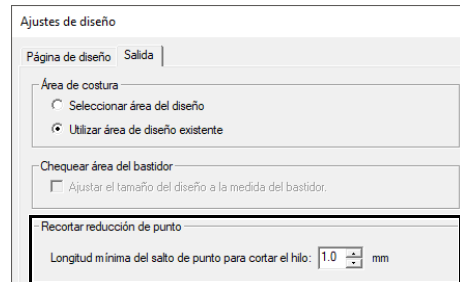 Ajustes de diseño
Página de diseño Salida
Área de costura
Seleccionar área del diseño
Utilizar área de diseño existente
Chequear área del bastidor
Ajustar el tamaño del diseño a la medida del bastidor.
Recortar reducción de punto
Longitud mínima del salto de punto para cortar el hilo: 1.0 mm